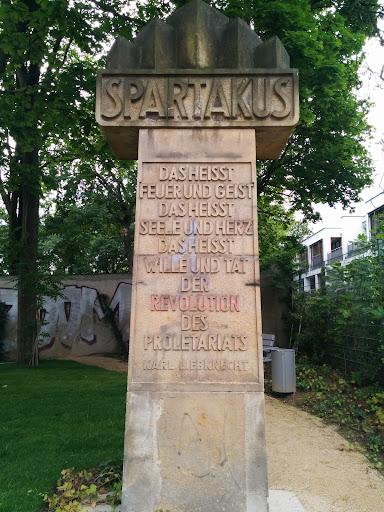 SPARTAKUS
DAS HEISST
FEUER UND GEIST
DAS HEISST
SEELE UND HERZ
DAS HEISST
WILLE UND TAT
DER
REVOLUTION
DES
PROLETARIATS
KARL LIEBKNECHT